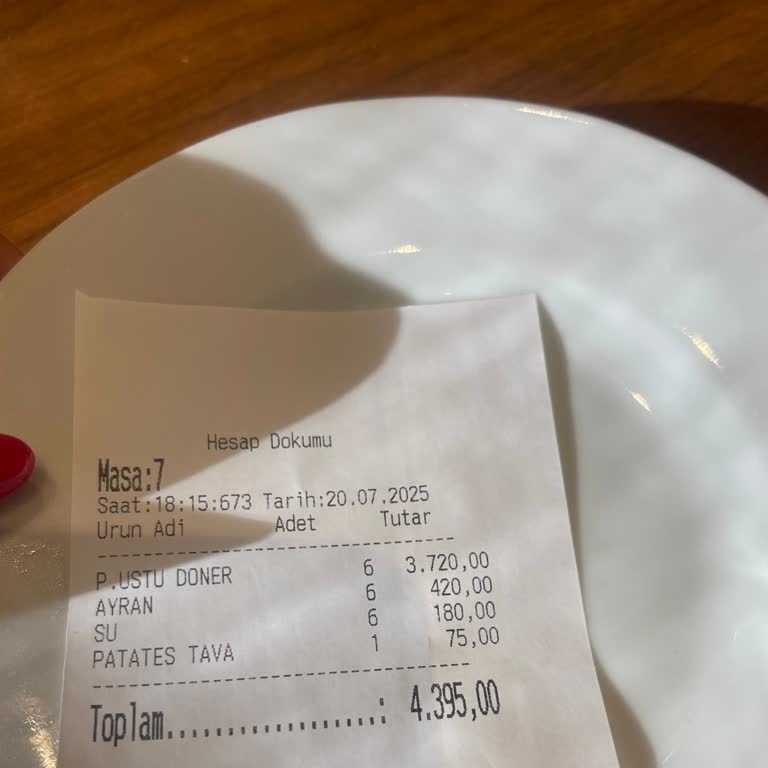 Hesap Dokumu
Masa:7
Saat:18:15:673 Tarih:20.07.2025
Urun Adi Adet Tutar
P.USTU DONER 6 3.720,00
AYRAN 6 420,00
SU 6 180,00
PATATES TAVA 1 75,00
Toplam....................: 4.395,00